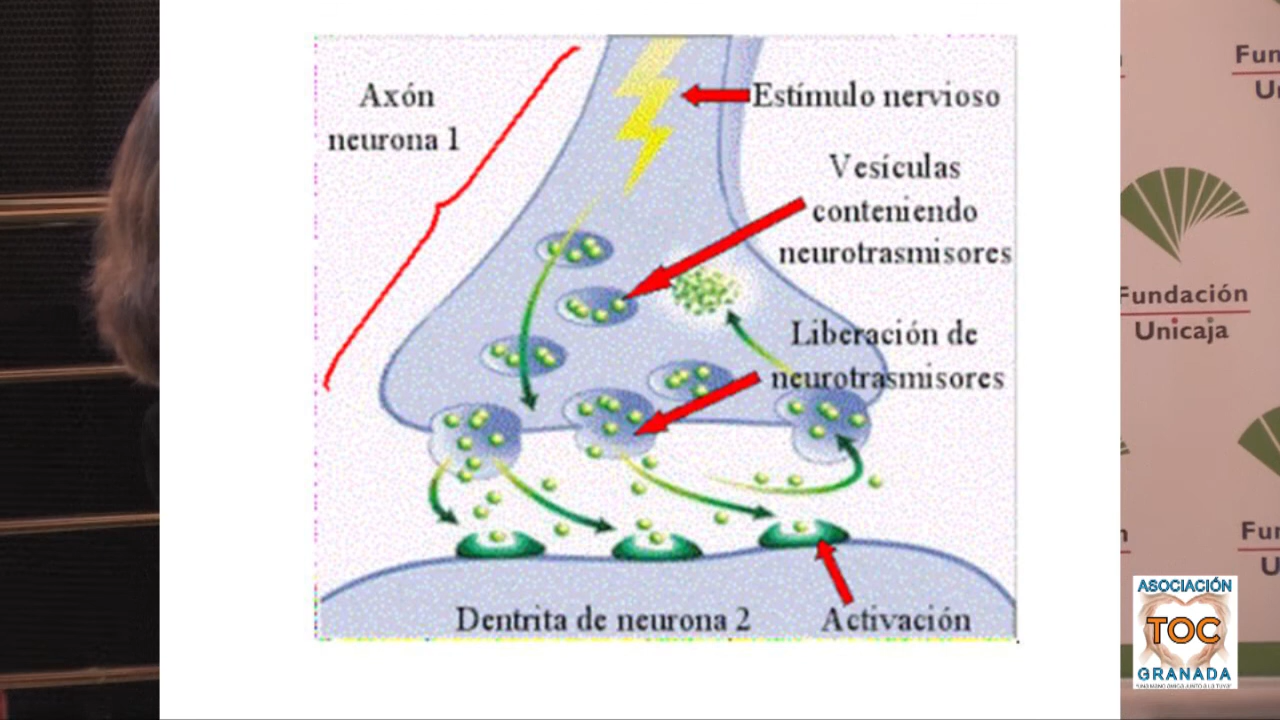 Axón
neurona 1
Estímulo nervioso
Vesículas
conteniendo
neurotrasmisores
Liberación de
neurotrasmisores
Dentrita de neurona 2
Activación
Fundación
Unicaja
ASOCIACIÓN
TOC
GRANADA